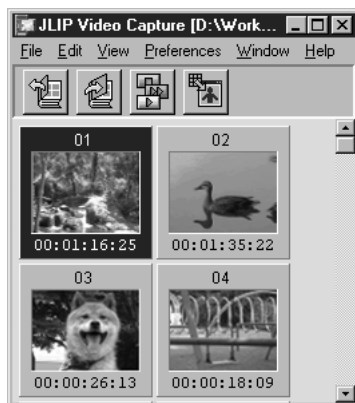 JLIP Video Capture [D:\Work...
File Edit View Preferences Window Help
01 02
00:01:16:25 00:01:35:22
03 04
00:00:26:13 00:00:18:09